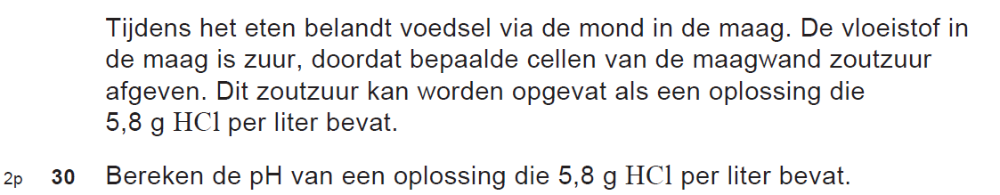 Tijdens het eten belandt voedsel via de mond in de maag. De vloeistof in
de maag is zuur, doordat bepaalde cellen van de maagwand zoutzuur
afgeven. Dit zoutzuur kan worden opgevat als een oplossing die
5,8 g HCl per liter bevat.
2p 30 Bereken de pH van een oplossing die 5,8 g HCl per liter bevat.